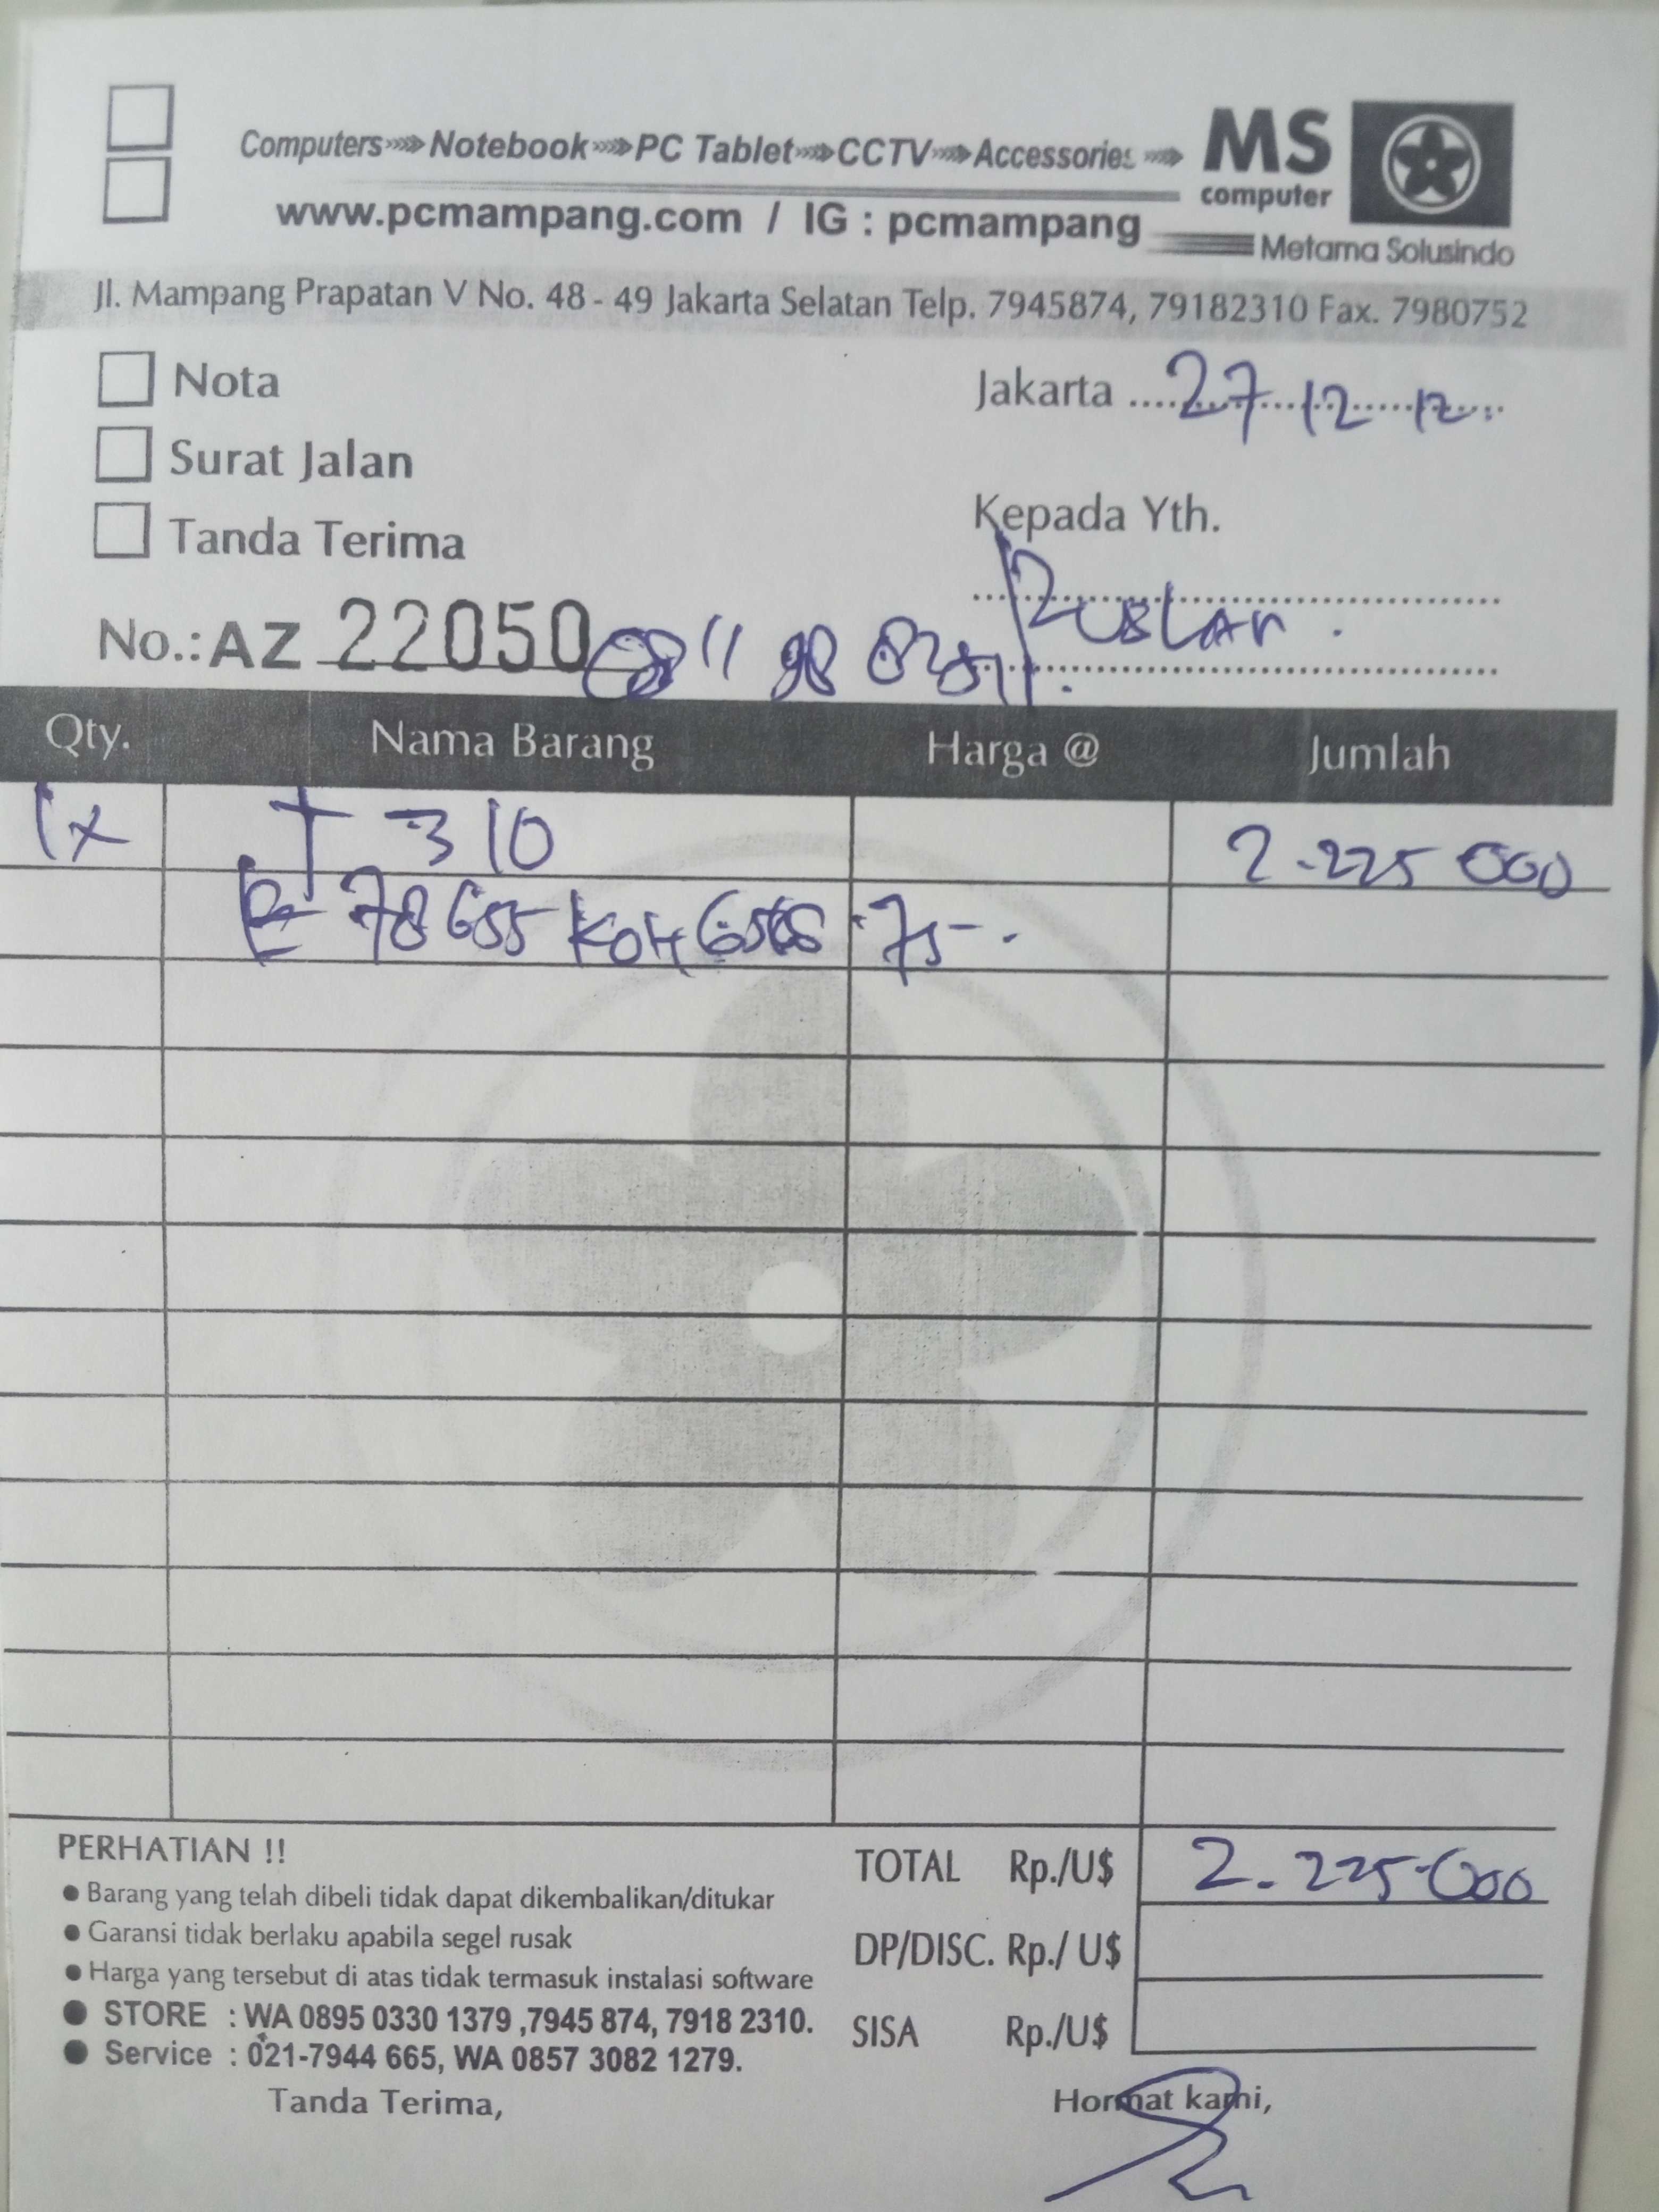 Computers Notebook PC Tablet CCTV Accessories
MS
computer
www.pcmampang.com / IG : pcmampang
Metama Solusindo
Jl. Mampang Prapatan V No. 48 - 49 Jakarta Selatan Telp. 7945874, 79182310 Fax. 7980752
Nota
Jakarta 27 12 12
Surat Jalan
Kepada Yth.
Tanda Terima
Ruslan
No.: AZ 22050
Qty. Nama Barang Harga @ Jumlah
1x 310 2.225 000
PERHATIAN !!
TOTAL Rp./U$ 2.225.000
● Barang yang telah dibeli tidak dapat dikembalikan/ditukar
● Garansi tidak berlaku apabila segel rusak
DP/DISC. Rp./ U$
● Harga yang tersebut di atas tidak termasuk instalasi software
● STORE : WA 0895 0330 1379 ,7945 874, 7918 2310.
SISA Rp./U$
● Service : 021-7944 665, WA 0857 3082 1279.
Tanda Terima, Hormat kami,